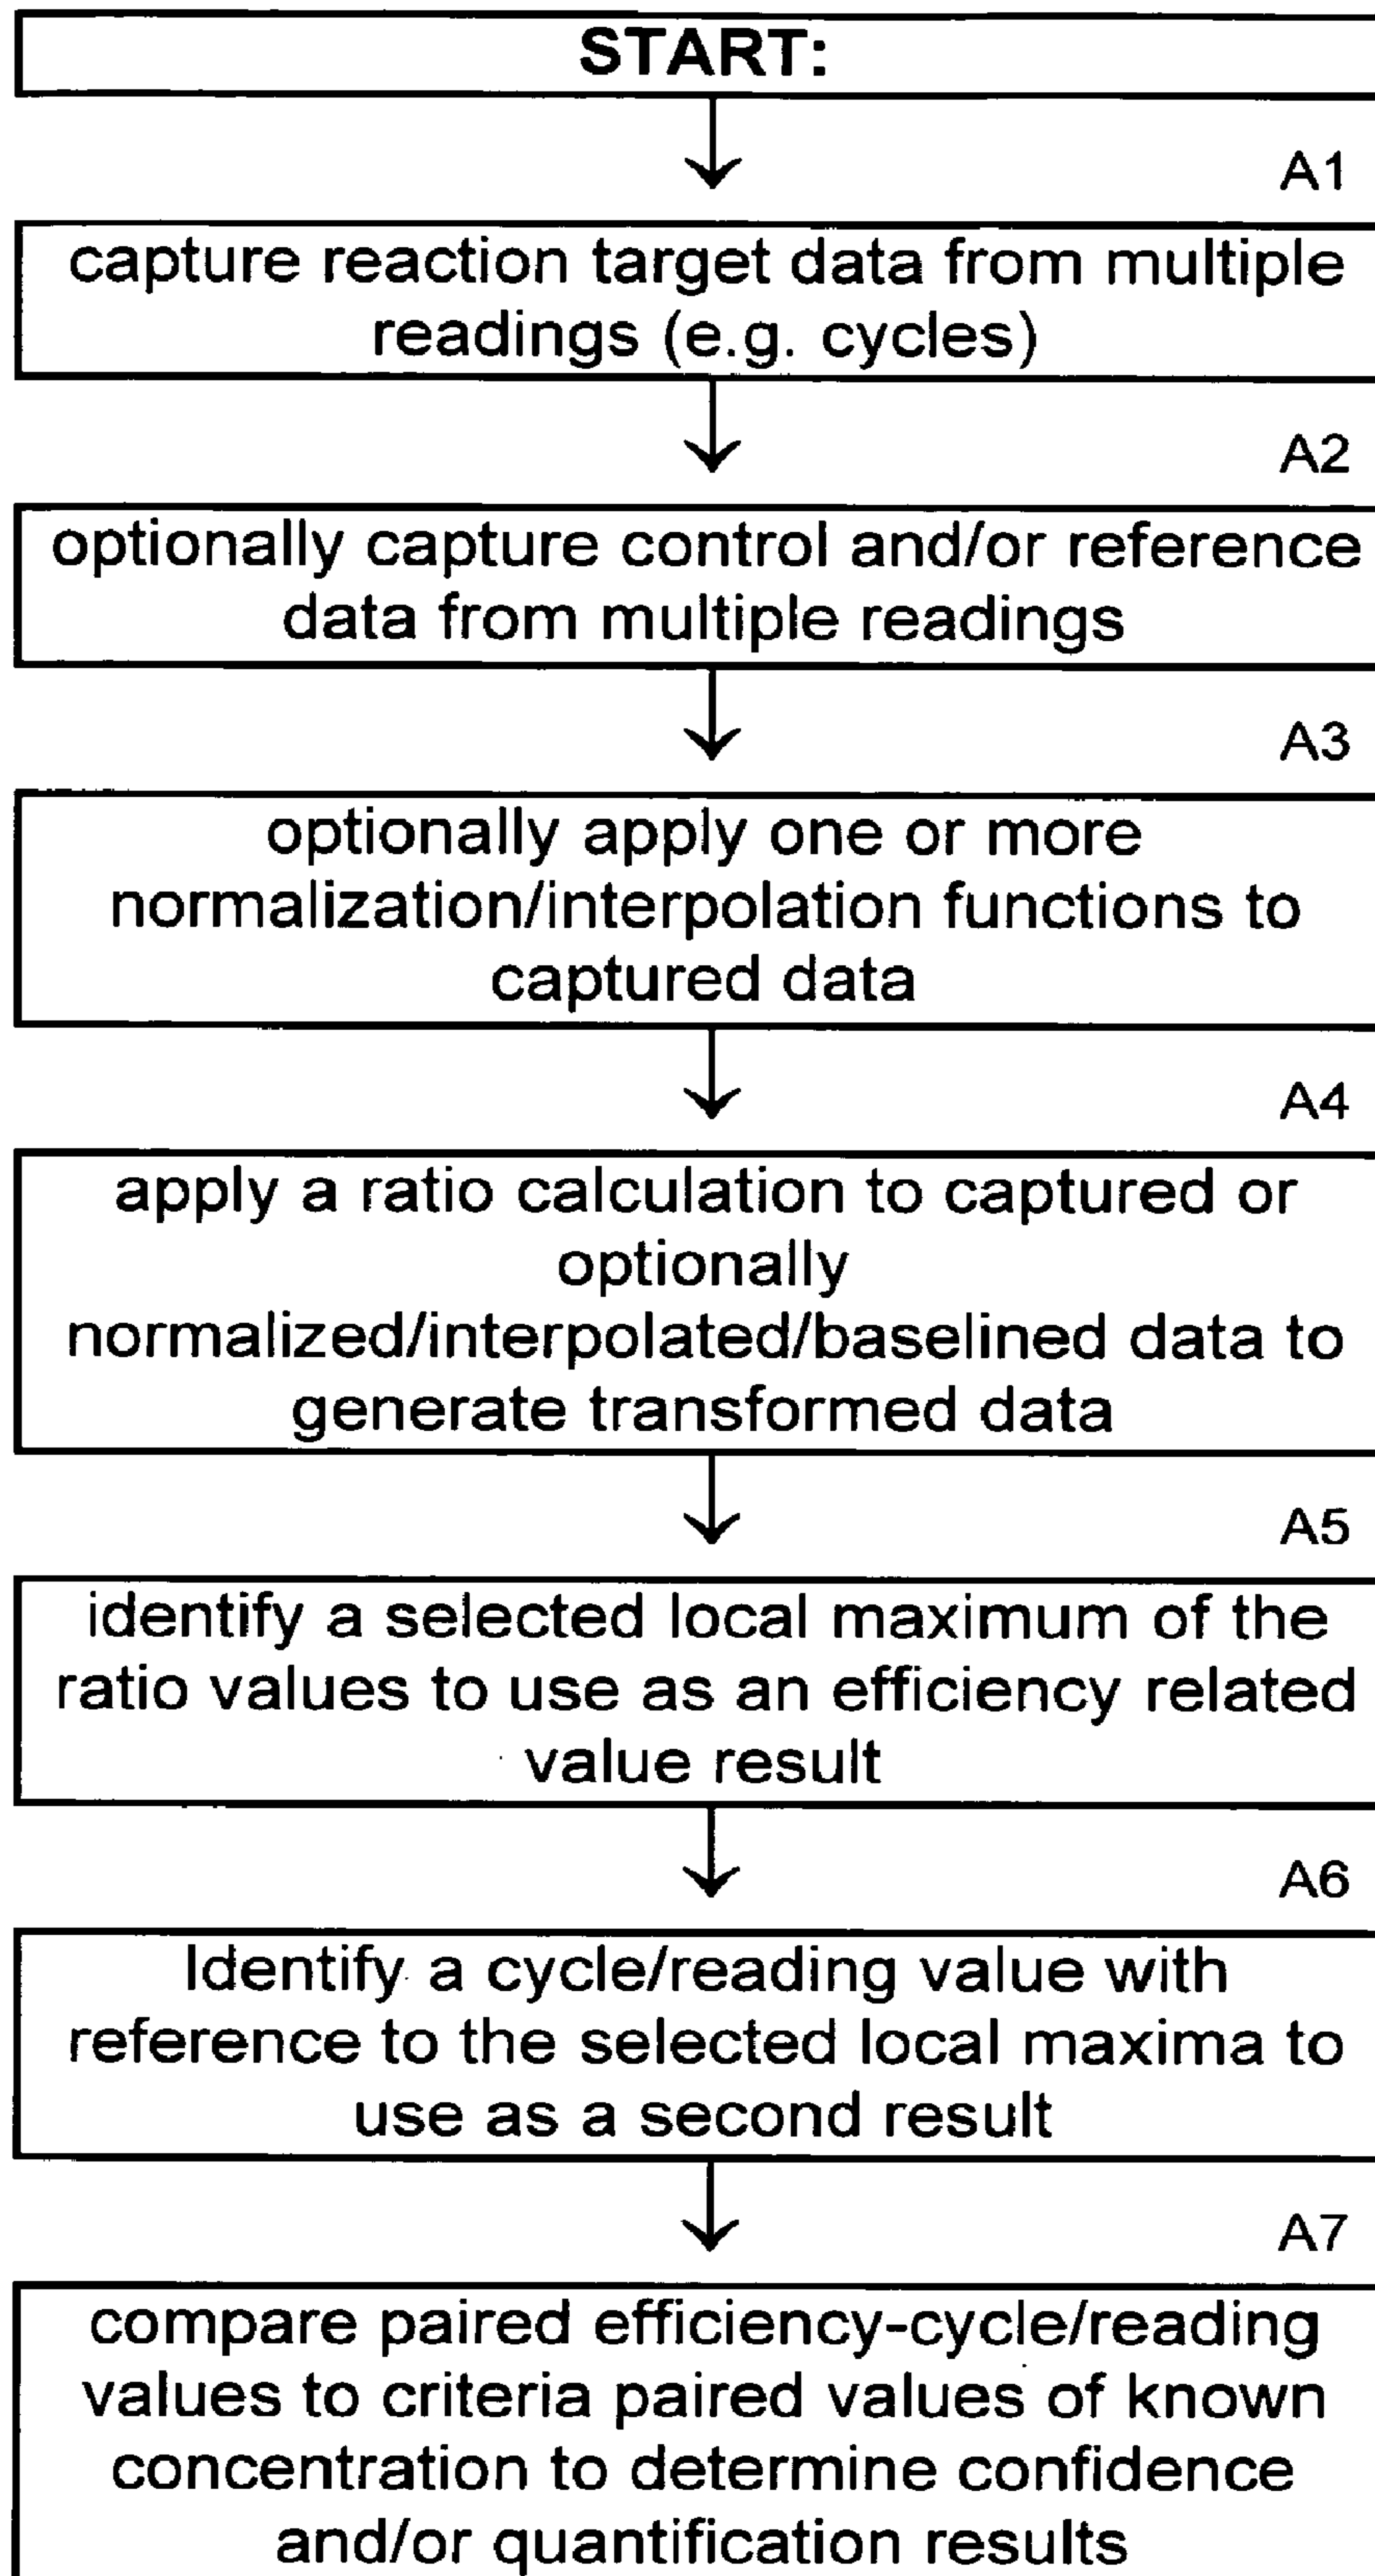 START:
A1
capture reaction target data from multiple
readings (e.g. cycles)
A2
optionally capture control and/or reference
data from multiple readings
A3
optionally apply one or more
normalization/interpolation functions to
captured data
A4
apply a ratio calculation to captured or
optionally
normalized/interpolated/baselined data to
generate transformed data
A5
identify a selected local maximum of the
ratio values to use as an efficiency related
value result
A6
Identify a cycle/reading value with
reference to the selected local maxima to
use as a second result
A7
compare paired efficiency-cycle/reading
values to criteria paired values of known
concentration to determine confidence
and/or quantification results